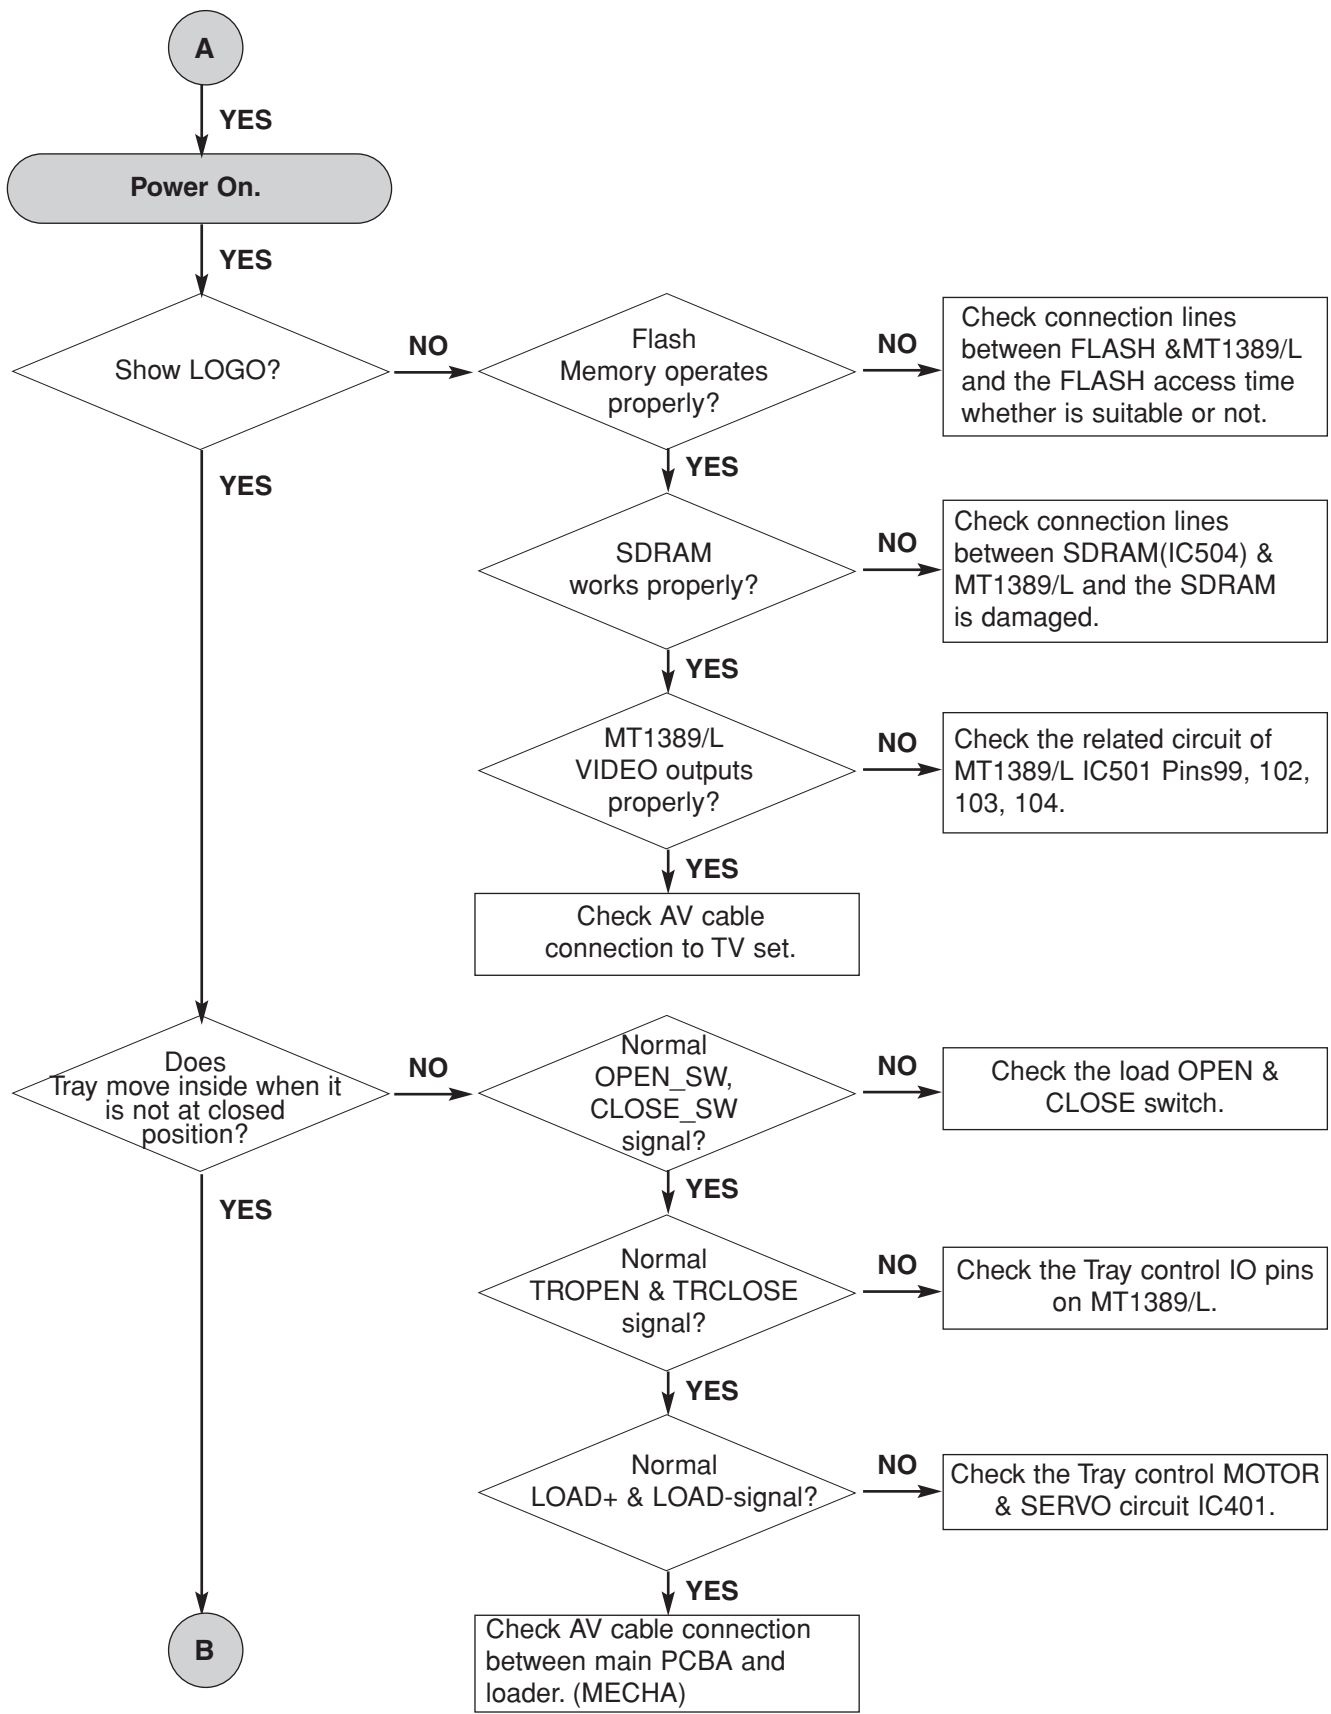 A
YES
Power On.
YES
Show LOGO?
NO
Flash
Memory operates
properly?
NO
Check connection lines
between FLASH &MT1389/L
and the FLASH access time
whether is suitable or not.
YES
YES
SDRAM
works properly?
NO
Check connection lines
between SDRAM(IC504) &
MT1389/L and the SDRAM
is damaged.
YES
MT1389/L
VIDEO outputs
properly?
NO
Check the related circuit of
MT1389/L IC501 Pins99, 102,
103, 104.
YES
Check AV cable
connection to TV set.
Does
Tray move inside when it
is not at closed
position?
NO
Normal
OPEN_SW,
CLOSE_SW
signal?
NO
Check the load OPEN &
CLOSE switch.
YES
YES
Normal
TROPEN & TRCLOSE
signal?
NO
Check the Tray control IO pins
on MT1389/L.
YES
Normal
LOAD+ & LOAD-signal?
NO
Check the Tray control MOTOR
& SERVO circuit IC401.
YES
Check AV cable connection
between main PCBA and
loader. (MECHA)
B